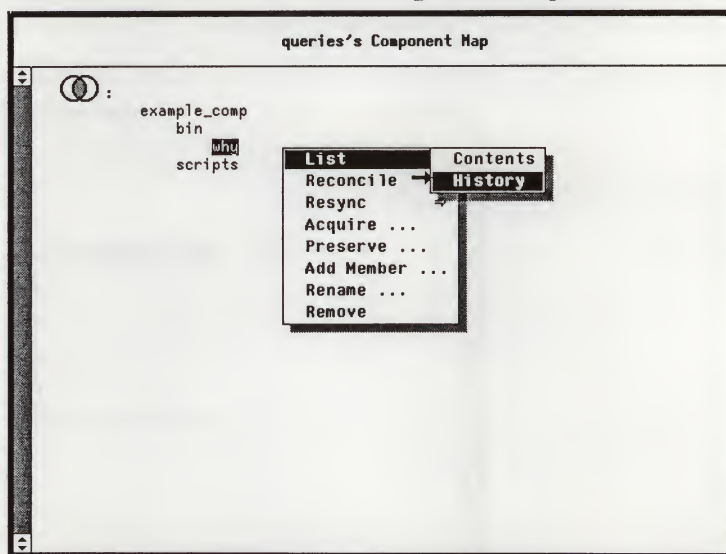 queries's Component Map
:
example_comp
bin
why
scripts
List
Contents
Reconcile
History
Resync
Acquire ...
Preserve ...
Add Member ...
Rename ...
Remove